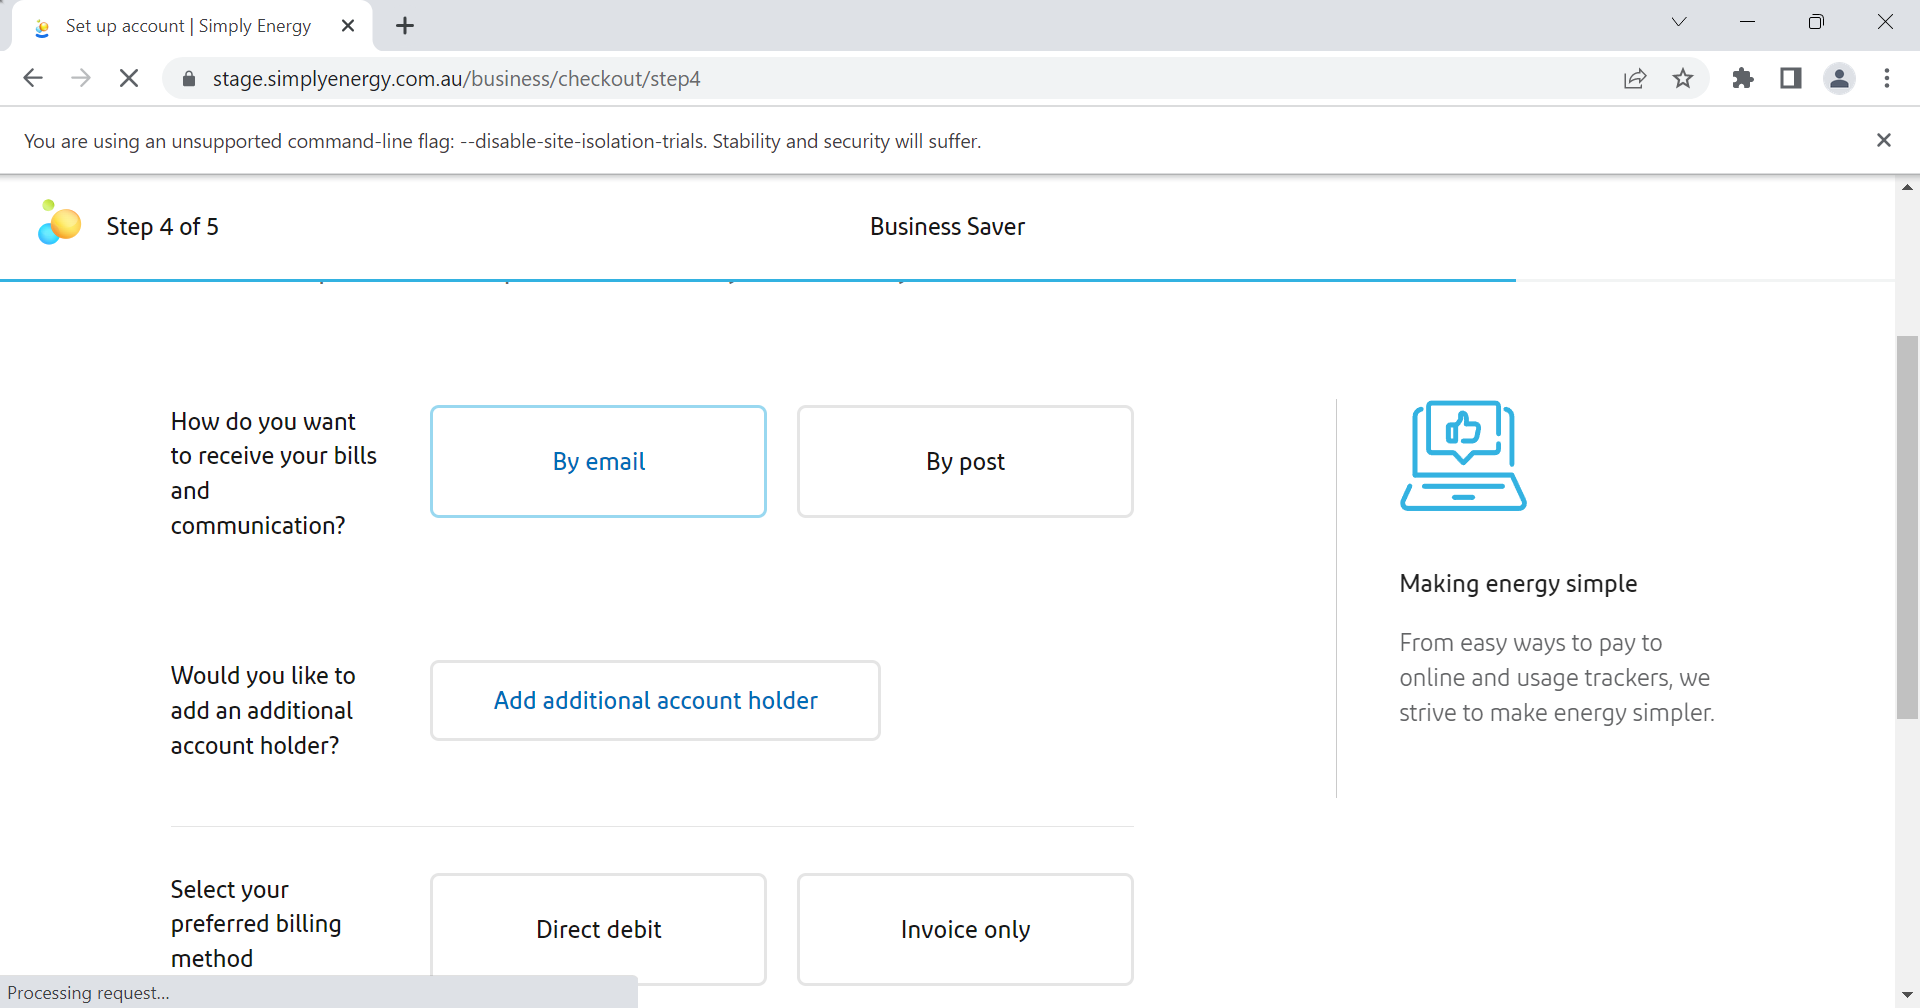 Set up account | Simply Energy
stage.simplyenergy.com.au/business/checkout/step4
You are using an unsupported command-line flag: --disable-site-isolation-trials. Stability and security will suffer.
Step 4 of 5
Business Saver
How do you want
to receive your bills
and
communication?
By email
By post
Making energy simple
From easy ways to pay to
online and usage trackers, we
strive to make energy simpler.
Would you like to
add an additional
account holder?
Add additional account holder
Select your
preferred billing
method
Direct debit
Invoice only
Processing request...